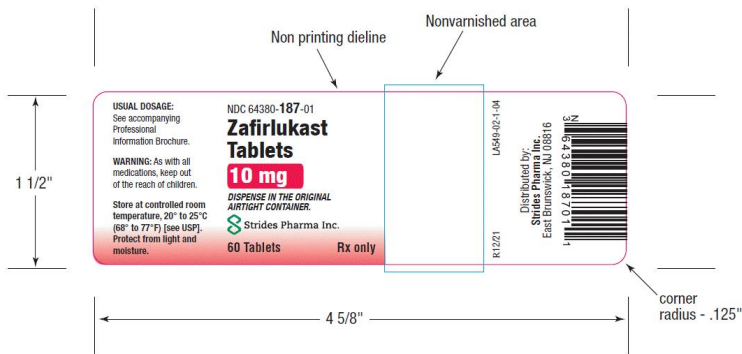 Nonvarnished area
Non printing dieline
USUAL DOSAGE:
See accompanying
Professional
Information Brochure.
WARNING: As with all
medications, keep out
of the reach of children.
Store at controlled room
temperature, 20° to 25°C
(68° to 77°F) [see USP].
Protect from light and
moisture.
NDC 64380-187-01
Zafirlukast
Tablets
10 mg
DISPENSE IN THE ORIGINAL
AIRTIGHT CONTAINER.
Strides Pharma Inc.
60 Tablets Rx only
R12/21
LA549-02-1-04
Distributed by:
Strides Pharma Inc.
East Brunswick, NJ 08816
N
3 64380 18701 1
1 1/2"
4 5/8"
corner
radius - .125"